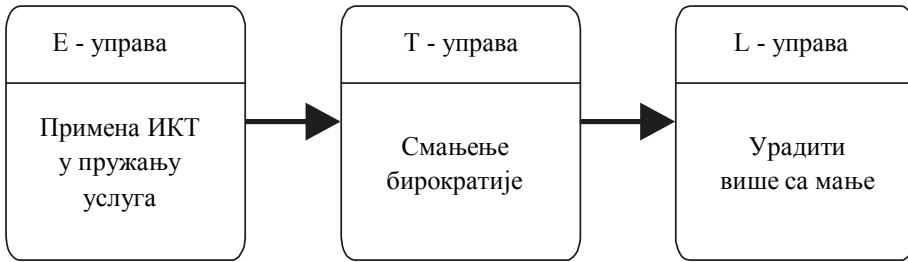 Е - управа
Примена ИКТ
у пружању
услуга
Т - управа
Смањење
бирократије
L - управа
Урадити
више са мање